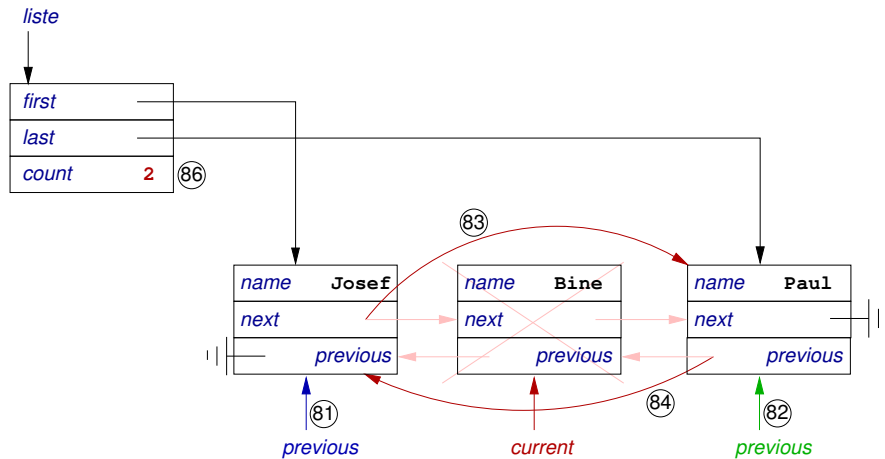 liste
first
last
count 2 86
83
name Josef name Bine name Paul
next next next
previous previous previous
81 84 82
previous current previous